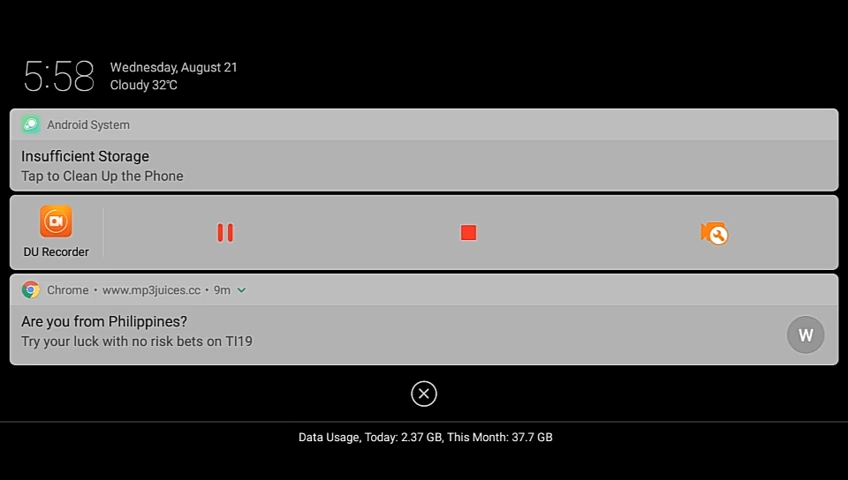 5:58
Wednesday, August 21
Cloudy 32°C
Android System
Insufficient Storage
Tap to Clean Up the Phone
DU Recorder
Chrome • www.mp3juices.cc • 9m
Are you from Philippines?
Try your luck with no risk bets on TI19
W
Data Usage, Today: 2.37 GB, This Month: 37.7 GB